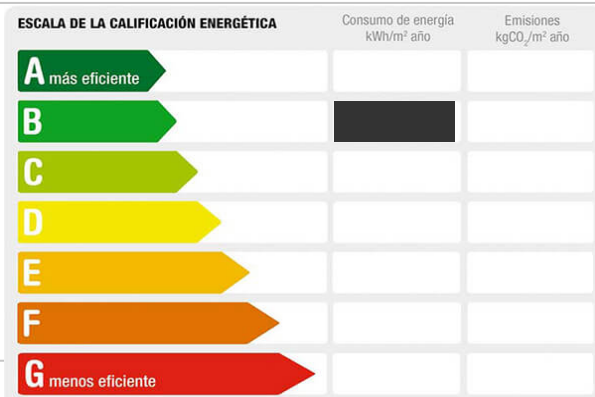 ESCALA DE LA CALIFICACIÓN ENERGÉTICA
Consumo de energía
kWh/m² año
Emisiones
kgCO₂/m² año
A más eficiente
B
C
D
E
F
G menos eficiente